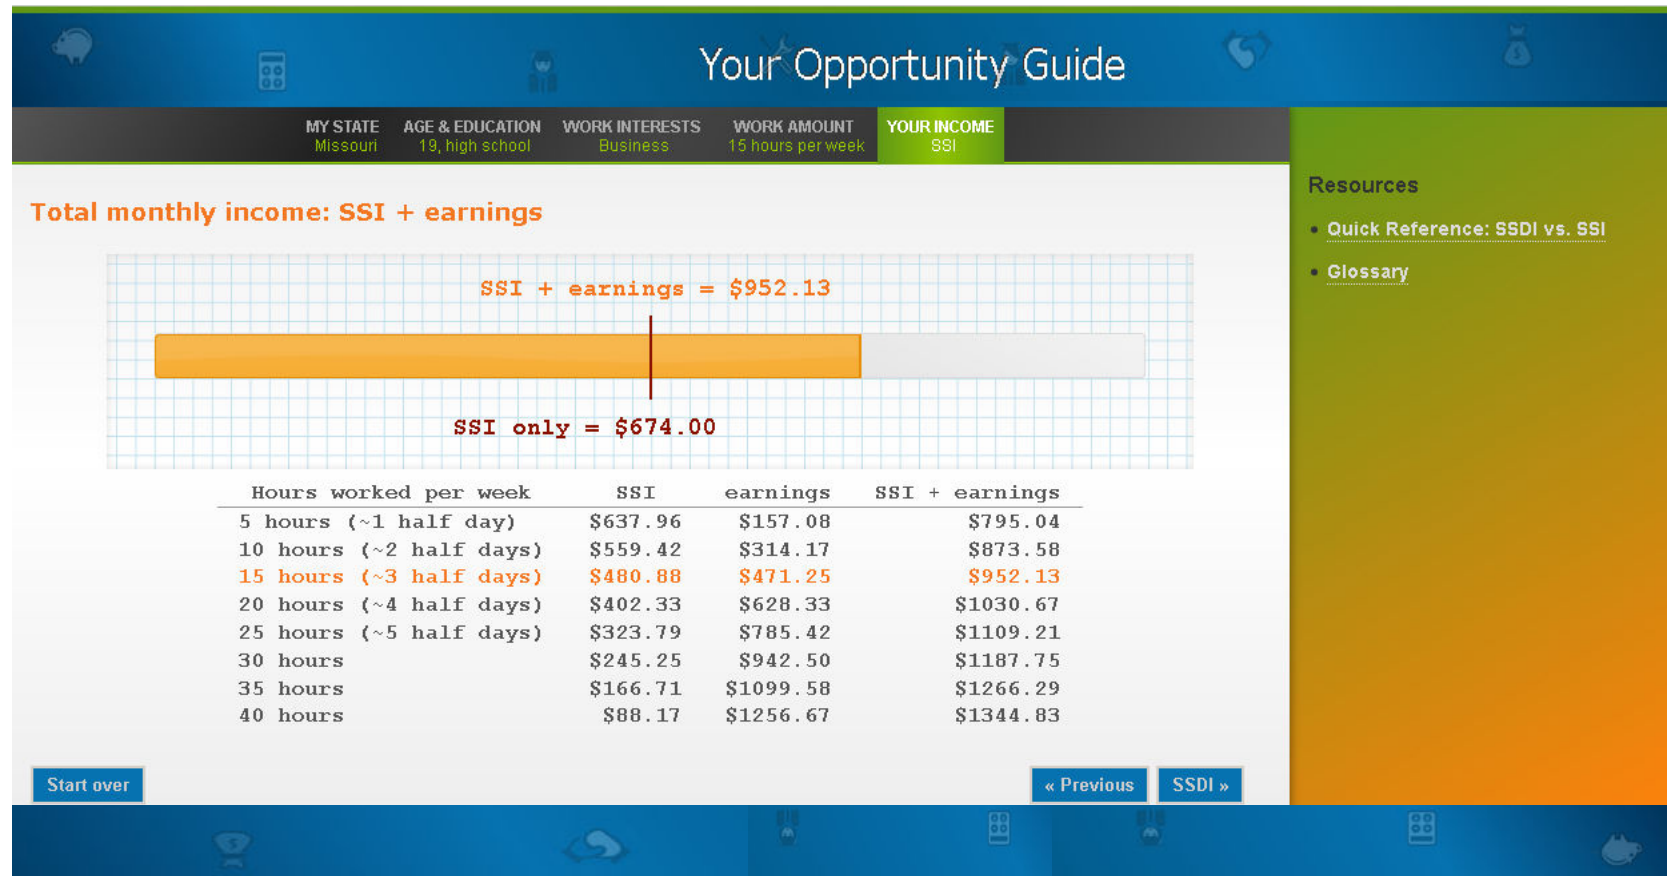 Your Opportunity Guide
MY STATE AGE & EDUCATION WORK INTERESTS WORK AMOUNT YOUR INCOME
Missouri 19, high school Business 15 hours per week SSI
Total monthly income: SSI + earnings
SSI + earnings = $952.13
SSI only = $674.00
Hours worked per week SSI earnings SSI + earnings
5 hours (~1 half day) $637.96 $157.08 $795.04
10 hours (~2 half days) $559.42 $314.17 $873.58
15 hours (~3 half days) $480.88 $471.25 $952.13
20 hours (~4 half days) $402.33 $628.33 $1030.67
25 hours (~5 half days) $323.79 $785.42 $1109.21
30 hours $245.25 $942.50 $1187.75
35 hours $166.71 $1099.58 $1266.29
40 hours $88.17 $1256.67 $1344.83
Start over « Previous SSDI »
Resources
• Quick Reference: SSDI vs. SSI
• Glossary